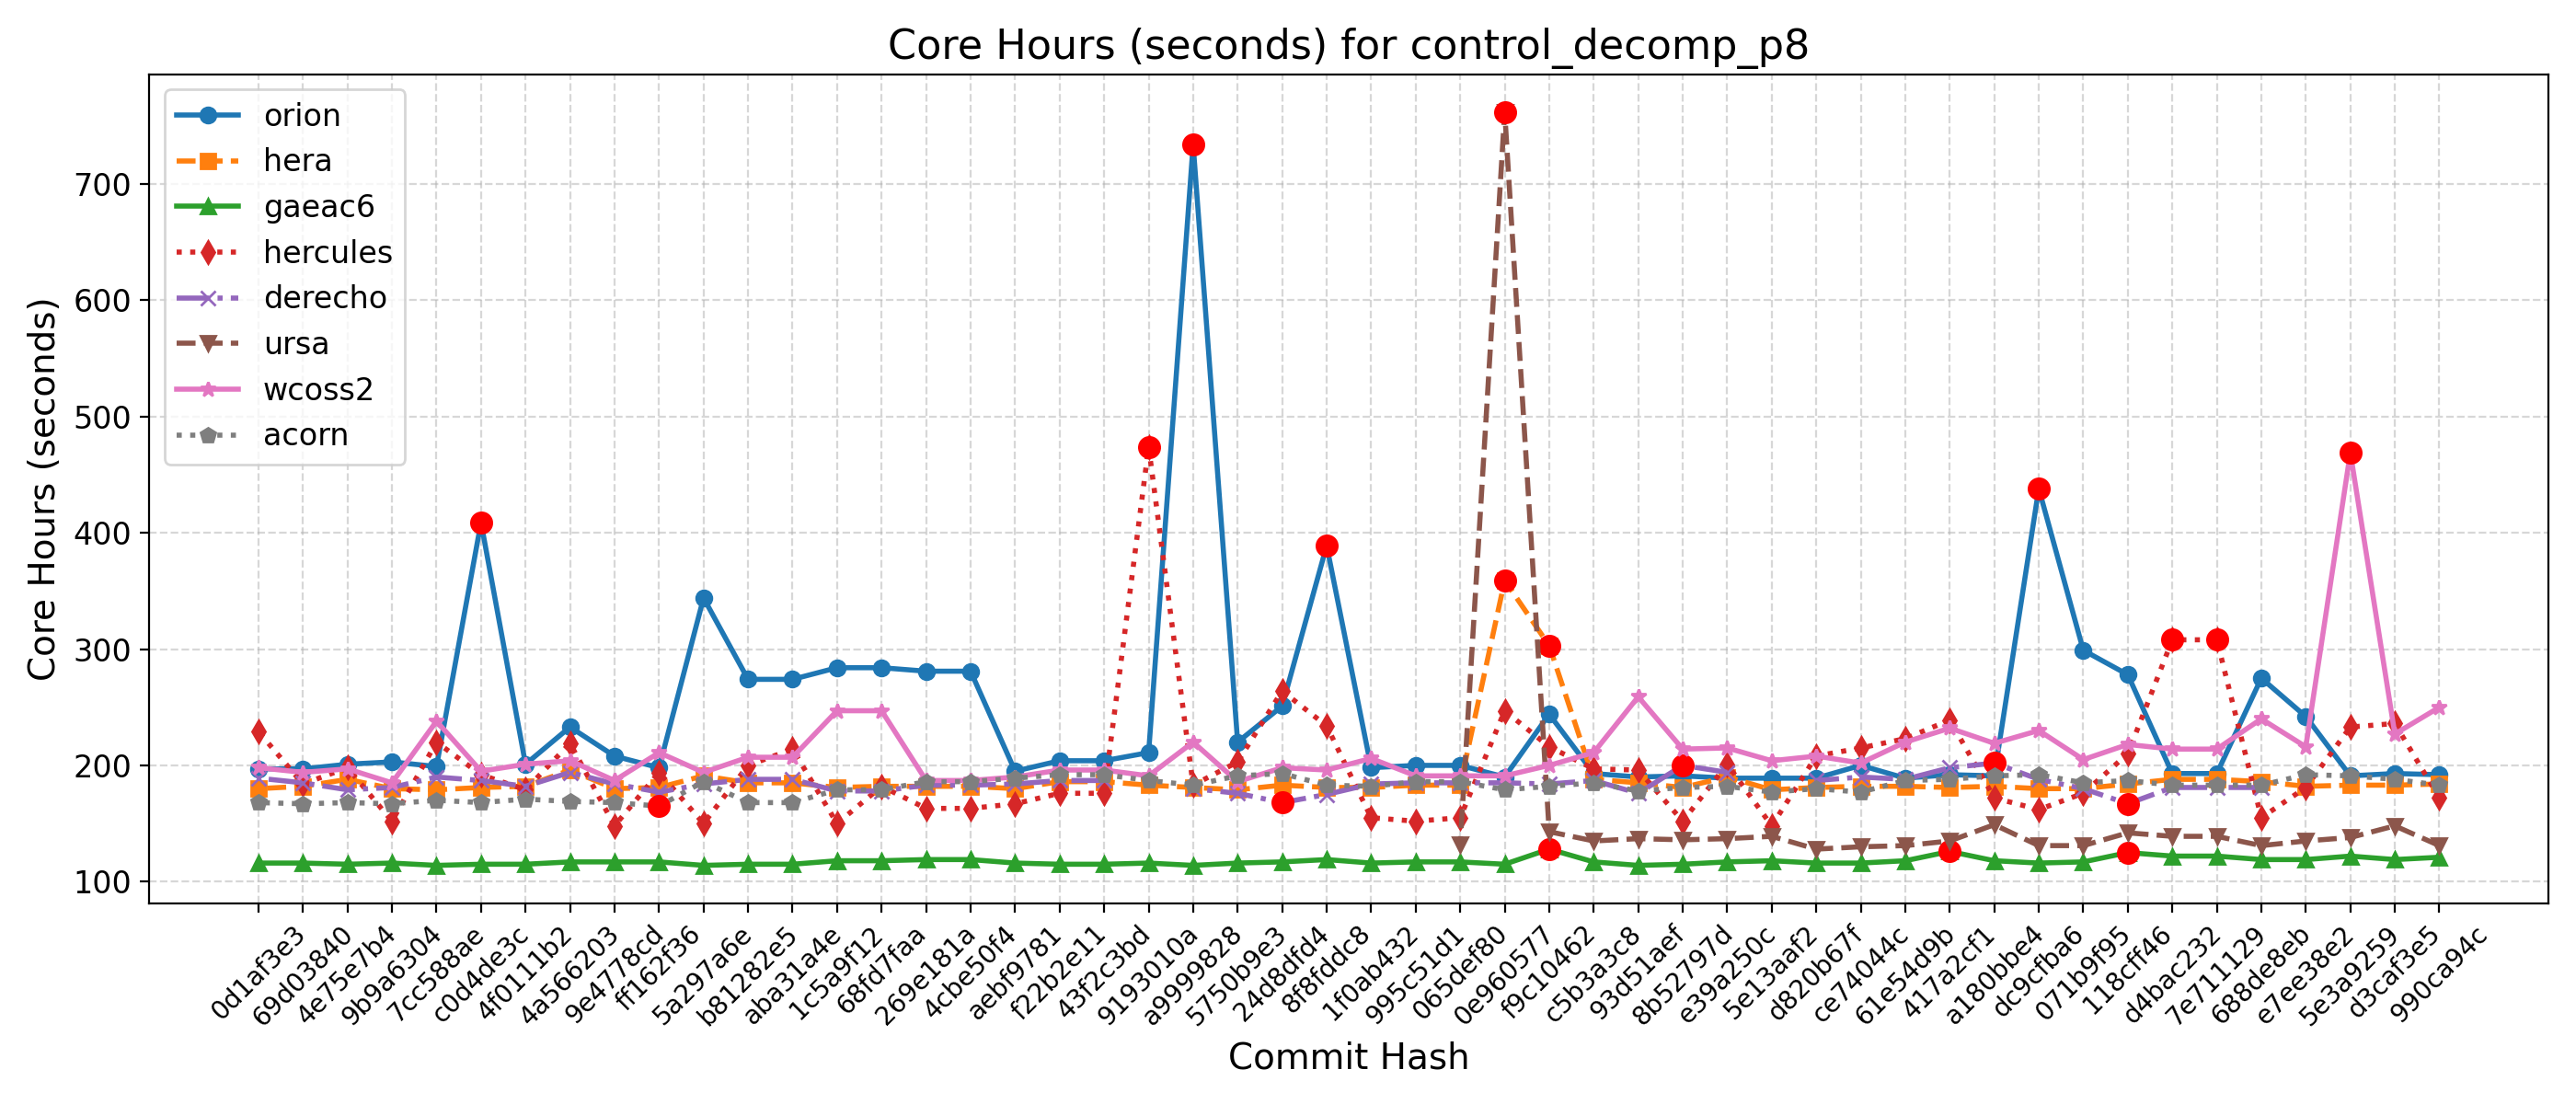 Core Hours (seconds) for control_decomp_p8
Core Hours (seconds)
700
600
500
400
300
200
100
orion
hera
gaeac6
hercules
derecho
ursa
wcoss2
acorn
0d1af3e3
69d03840
4e75e7b4
9b9a6304
7cc588ae
c0d4de3c
4f0111b2
4a566203
9e4778cd
ff162f36
5a297a6e
b81282e5
aba31a4e
1c5a9f12
68fd7faa
269e181a
4cbe50f4
aebf9781
f22b2e11
43f2c3bd
9193010a
a9999828
5750b9e3
24d8dfd4
8f8fddc8
1f0ab432
995c51d1
065def80
0e960577
f9c10462
c5b3a3c8
93d51aef
8b52797d
e39a250c
5e13aaf2
d820b67f
ce74044c
61e54d9b
417a2cf1
a180bbe4
dc9cfba6
071b9f95
118cff46
d4bac232
7e711129
688de8eb
e7ee38e2
5e3a9259
d3caf3e5
990ca94c
Commit Hash